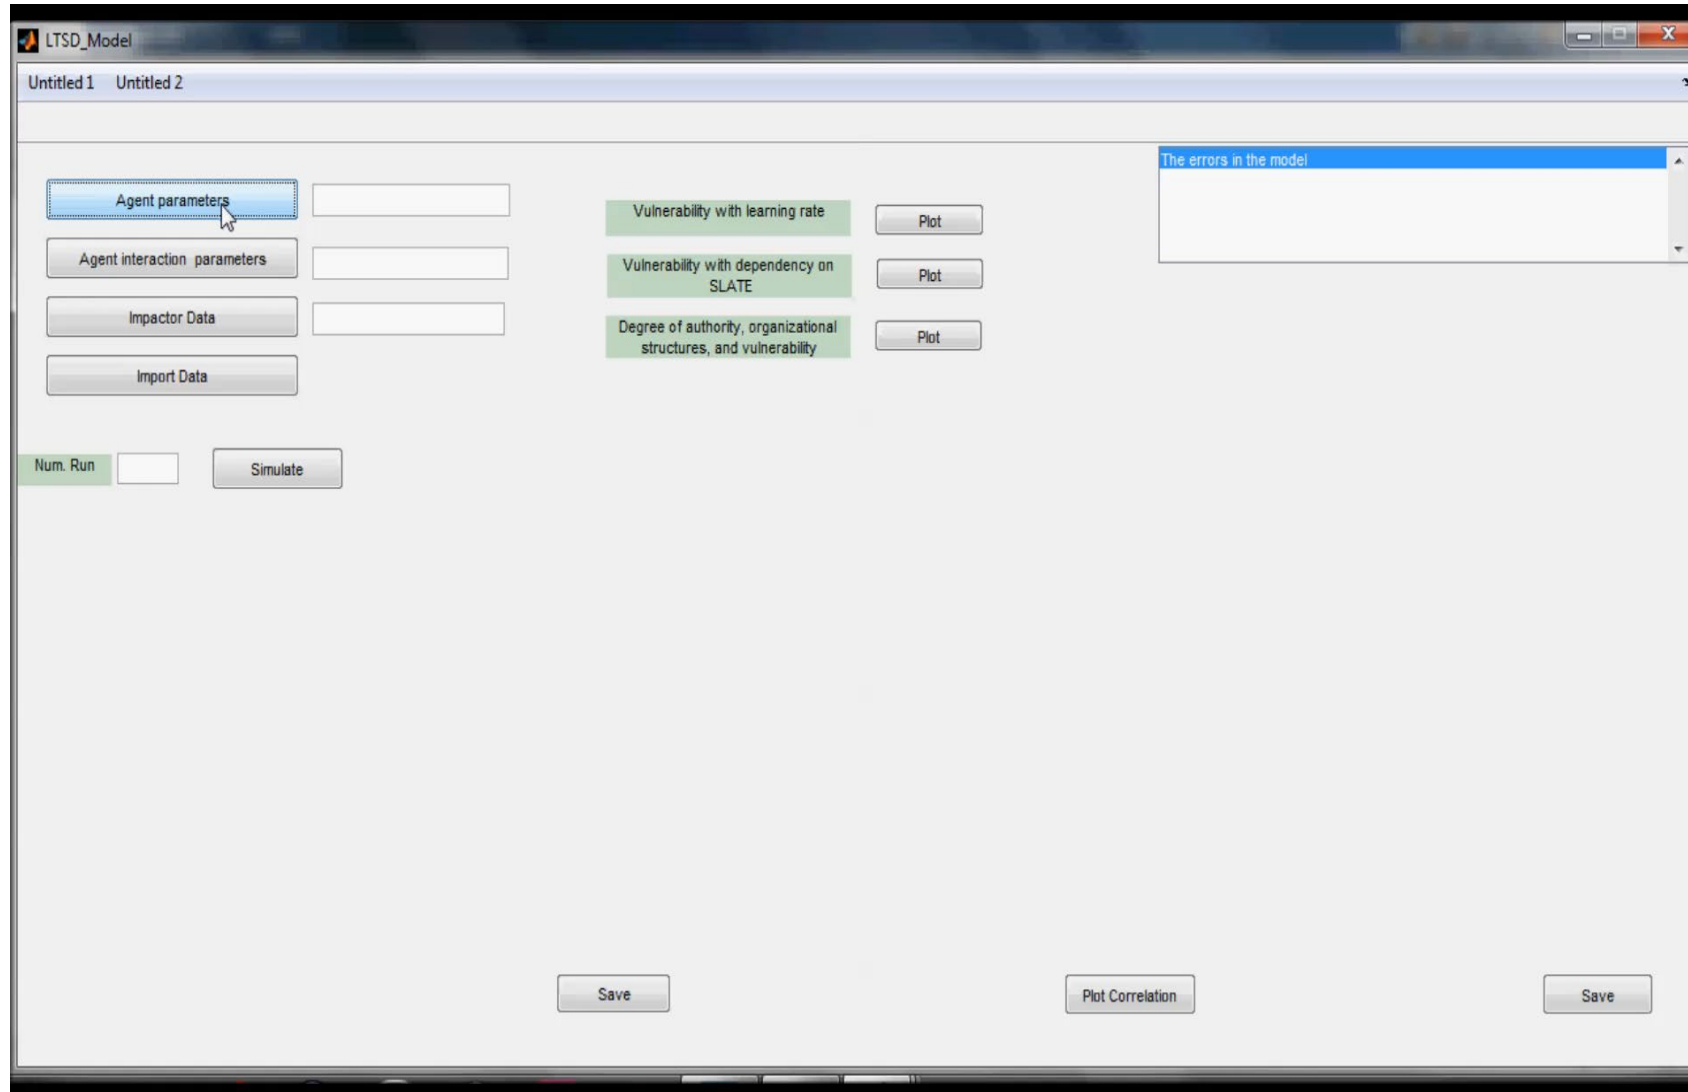 LTSD_Model
Untitled 1 Untitled 2
Agent parameters
Agent interaction parameters
Impactor Data
Import Data
Num. Run
Simulate
Vulnerability with learning rate
Plot
Vulnerability with dependency on
SLATE
Plot
Degree of authority, organizational
structures, and vulnerability
Plot
The errors in the model
Save
Plot Correlation
Save